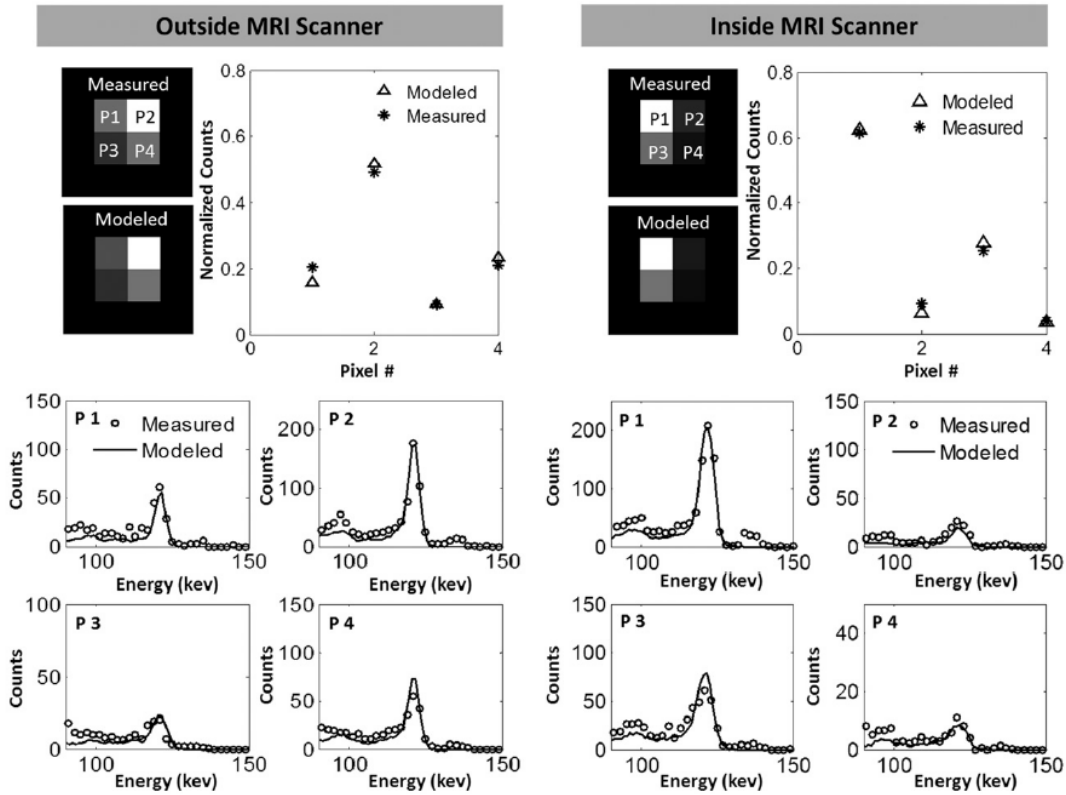 Outside MRI Scanner
Measured
P1 P2
P3 P4
Modeled
Normalized Counts
0.8
0.6
0.4
0.2
0
0 2 4
Pixel #
Modeled
Measured
Inside MRI Scanner
Measured
P1 P2
P3 P4
Modeled
Normalized Counts
0.8
0.6
0.4
0.2
0
0 2 4
Pixel #
Modeled
Measured
P 1
Measured
Modeled
Counts
150
100
50
0
100 150
Energy (kev)
P 2
Counts
200
100
0
100 150
Energy (kev)
P 1
Counts
200
100
0
100 150
Energy (kev)
P 2
Measured
Modeled
Counts
150
100
50
0
100 150
Energy (kev)
P 3
Counts
100
50
0
100 150
Energy (kev)
P 4
Counts
150
100
50
0
100 150
Energy (kev)
P 3
Counts
150
100
50
0
100 150
Energy (kev)
P 4
Counts
40
20
0
100 150
Energy (kev)